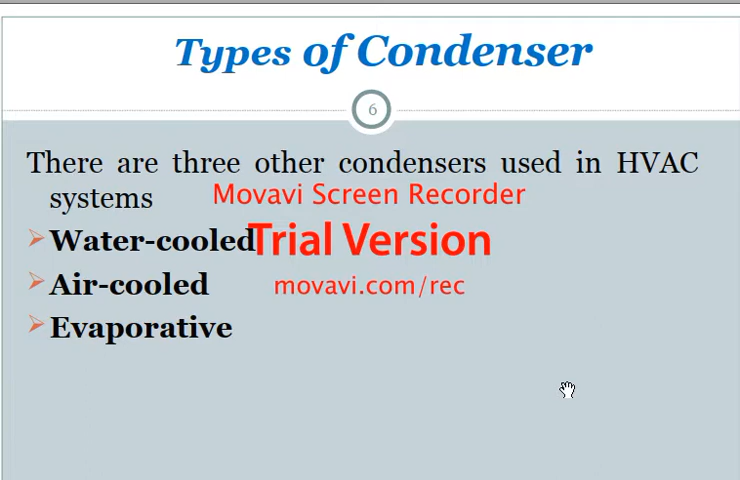 Types of Condenser
6
There are three other condensers used in HVAC
systems
Movavi Screen Recorder
Water-cooled
Trial Version
Air-cooled
movavi.com/rec
Evaporative